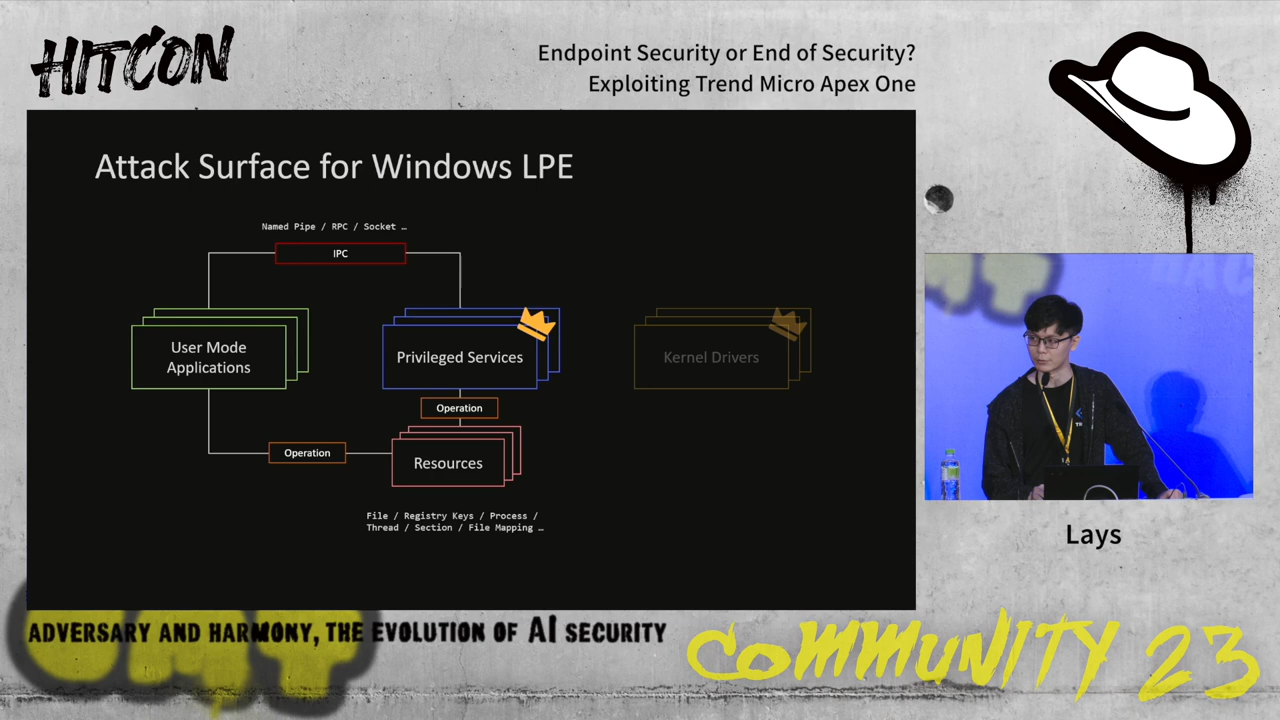 HITCON
Endpoint Security or End of Security?
Exploiting Trend Micro Apex One
Attack Surface for Windows LPE
Named Pipe / RPC / Socket …
IPC
User Mode
Applications
Privileged Services
Kernel Drivers
Operation
Operation
Resources
File / Registry Keys / Process /
Thread / Section / File Mapping …
Lays
ADVERSARY AND HARMONY, THE EVOLUTION OF AI SECURITY
COMMUNITY 23